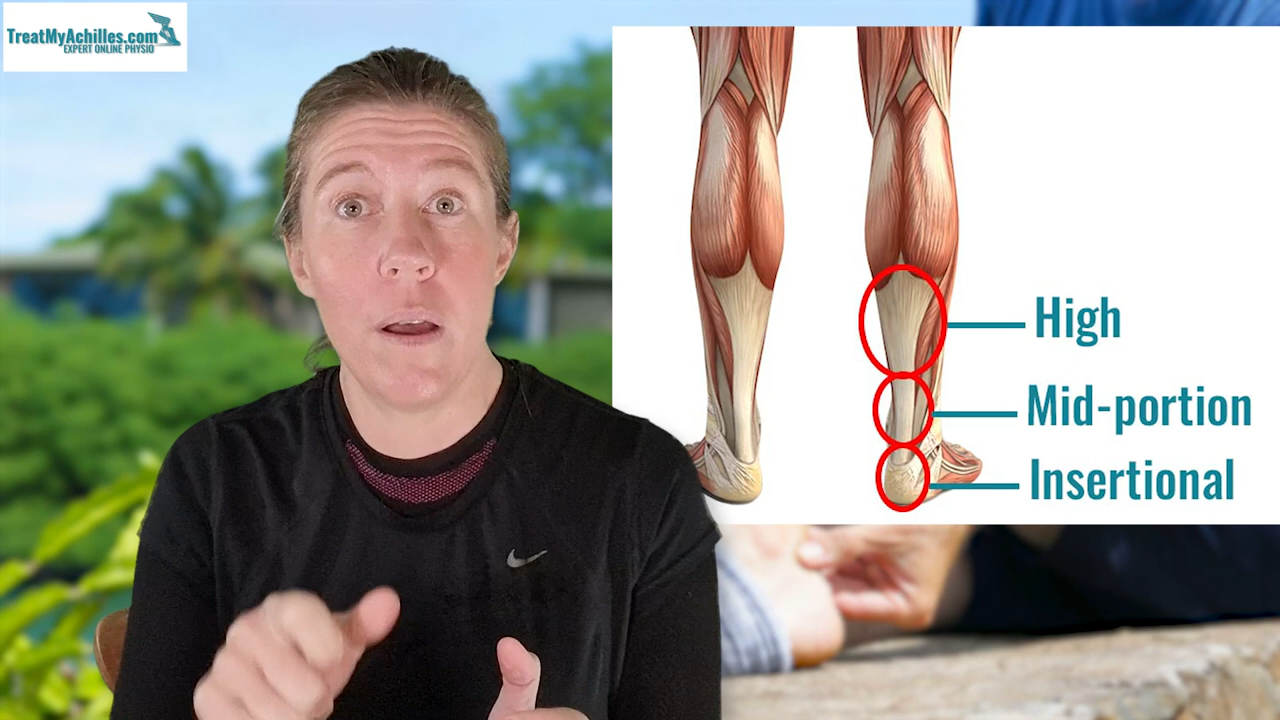 TreatMyAchilles.com
EXPERT ONLINE PHYSIO
High
Mid-portion
Insertional